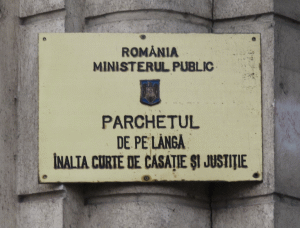 ROMÂNIA
MINISTERUL PUBLIC
PARCHETUL
DE PE LÂNGĂ
ÎNALTA CURTE DE CASAȚIE ȘI JUSTIȚIE